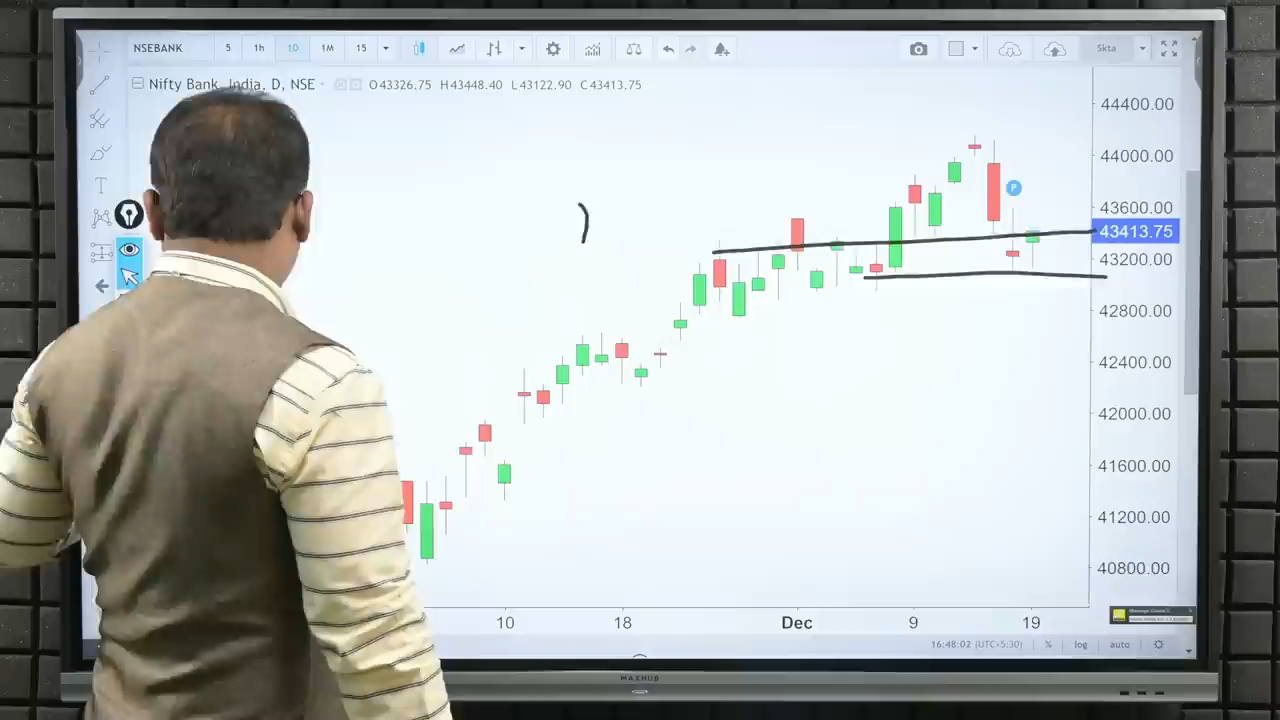 NSEBANK 5 1h 1D 1M 15 5kta
Nifty Bank, India, D, NSE O43326.75 H43448.40 L43122.90 C43413.75
44400.00
44000.00
P
43600.00
43413.75
43200.00
42800.00
42400.00
42000.00
41600.00
41200.00
40800.00
10 18 Dec 9 19
16:48:02 (UTC+5:30) % log auto
MAXHUB